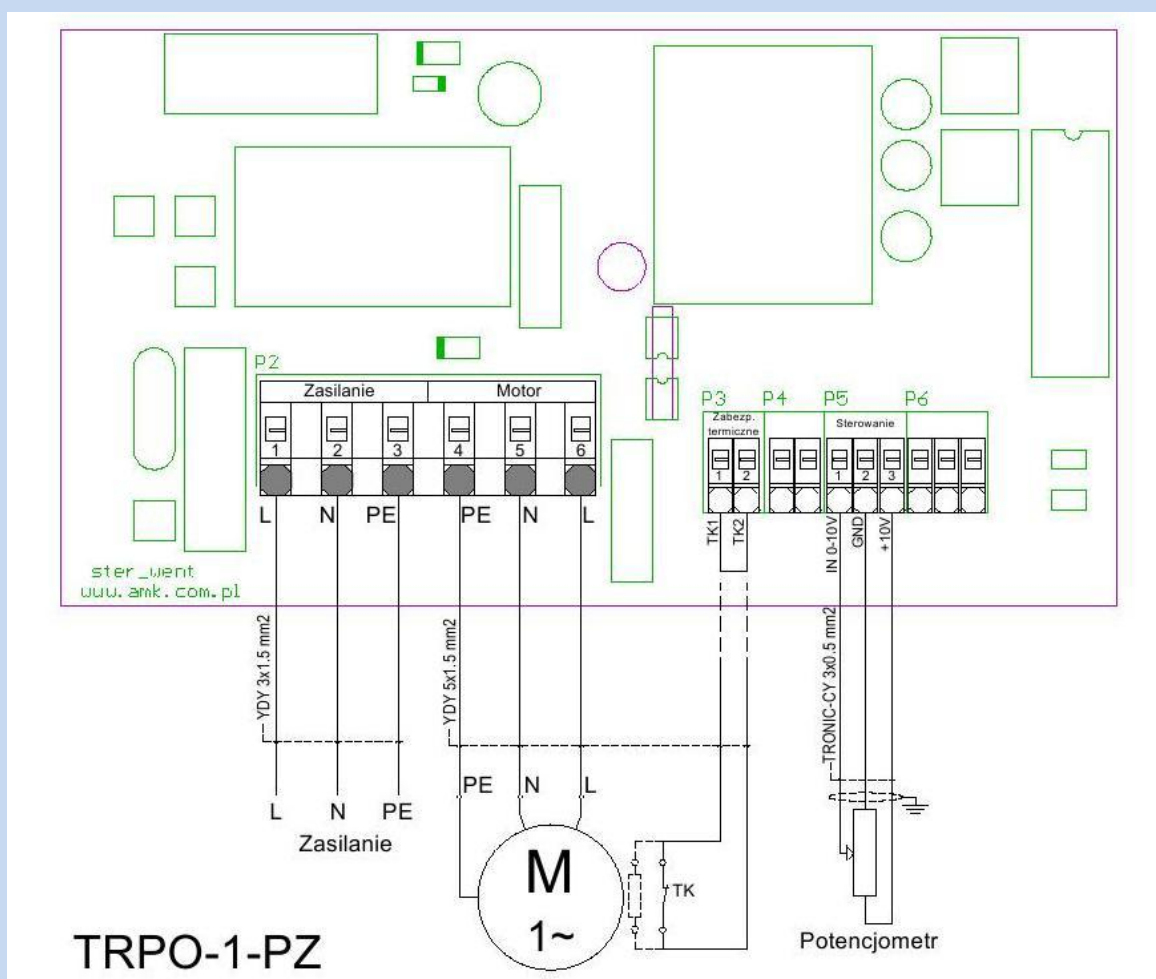 P2
Zasilanie Motor
1 2 3 4 5 6
L N PE PE N L
P3 P4 P5 P6
Zabezp.
termiczne
Sterowanie
1 2 1 2 3
TK1 TK2 IN 0-10V GND +10V
ster_went
www.amk.com.pl
YDY 3x1.5 mm2
YDY 5x1.5 mm2
TRONIC-CY 3x0.5 mm2
L N PE
Zasilanie
PE N L
M
1~
TK
Potencjometr
TRPO-1-PZ